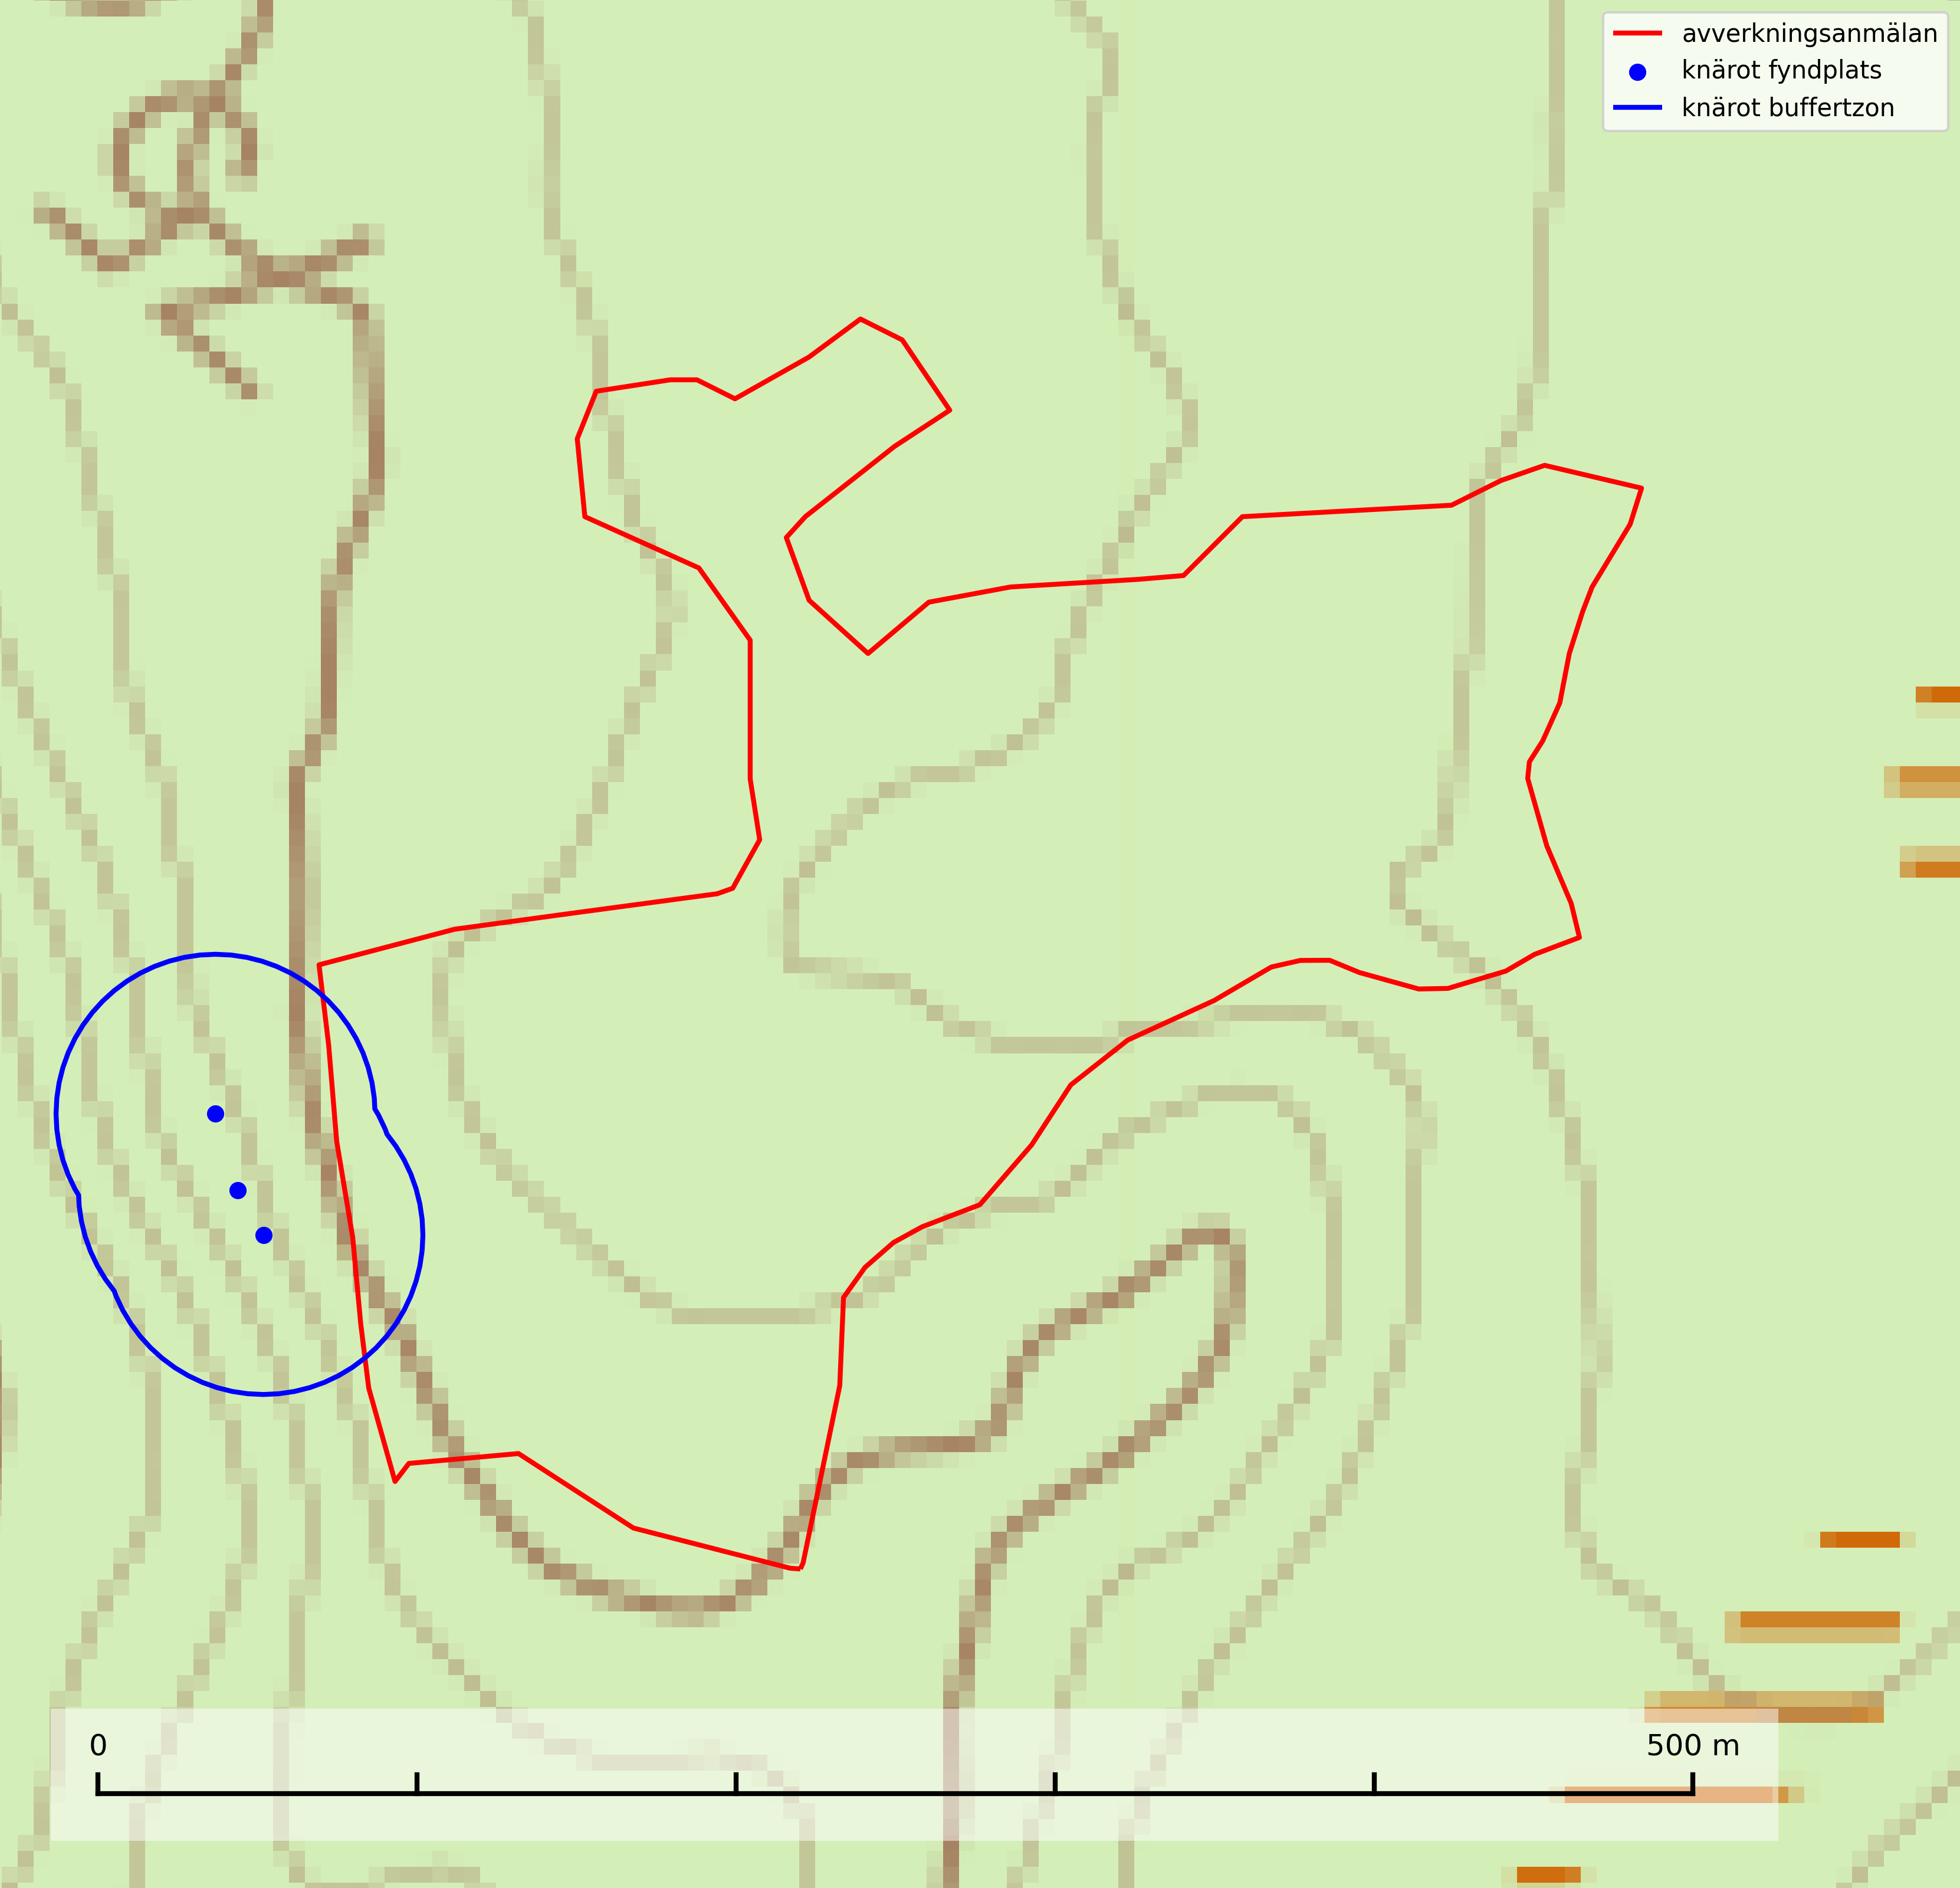 avverkningsanmälan
knärot fyndplats
knärot buffertzon
0
500 m